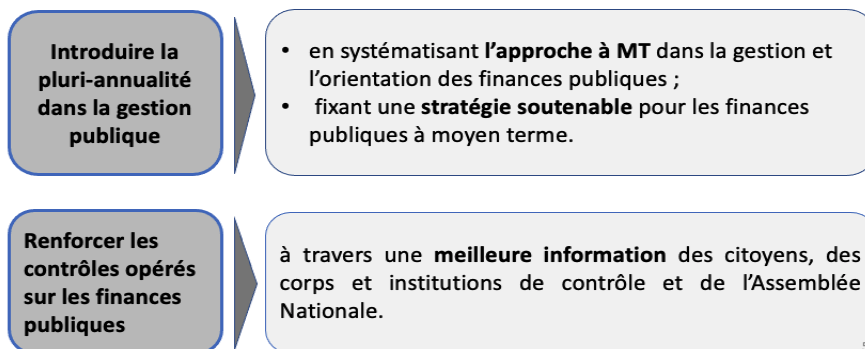 Introduire la
pluri-annualité
dans la gestion
publique
• en systématisant l'approche à MT dans la gestion et
l'orientation des finances publiques ;
• fixant une stratégie soutenable pour les finances
publiques à moyen terme.
Renforcer les
contrôles opérés
sur les finances
publiques
à travers une meilleure information des citoyens, des
corps et institutions de contrôle et de l'Assemblée
Nationale.